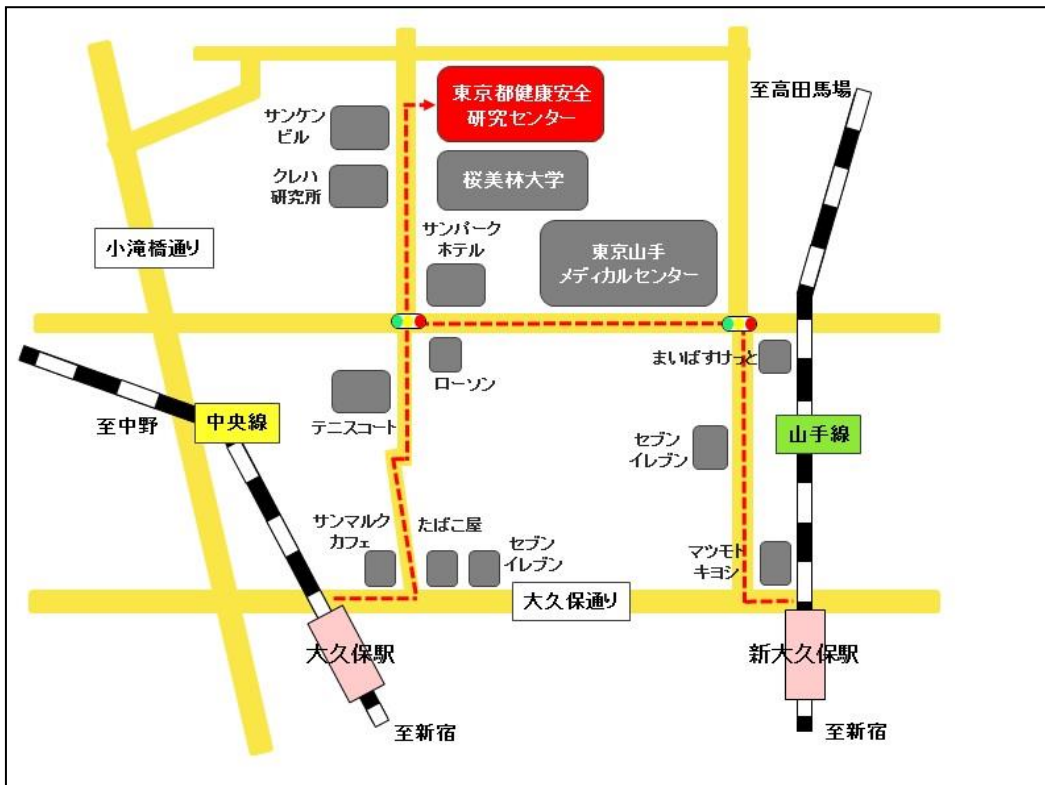 東京都健康安全
研究センター
至高田馬場
サンケン
ビル
クレハ
研究所
桜美林大学
小滝橋通り
サンパーク
ホテル
東京山手
メディカルセンター
ローソン
まいばすけっと
至中野
中央線
テニスコート
セブン
イレブン
山手線
サンマルク
カフェ
たばこ屋
セブン
イレブン
マツモト
キヨシ
大久保通り
大久保駅
新大久保駅
至新宿
至新宿